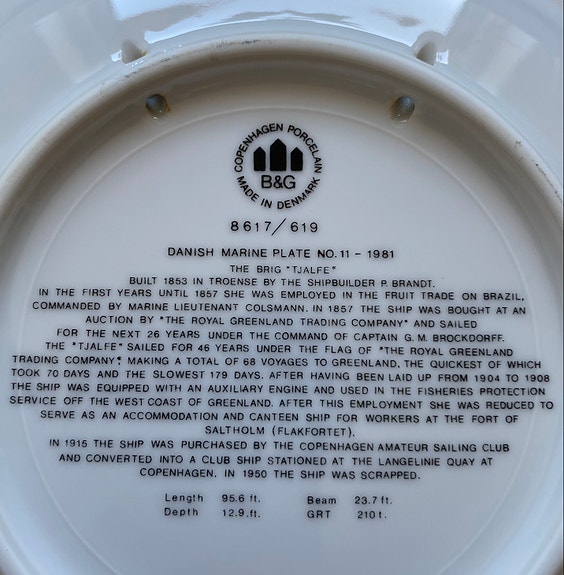 COPENHAGEN PORCELAIN
B&G
MADE IN DENMARK
8617/619
DANISH MARINE PLATE NO. 11 - 1981
THE BRIG "TJALFE"
BUILT 1853 IN TROENSE BY THE SHIPBUILDER P. BRANDT.
IN THE FIRST YEARS UNTIL 1857 SHE WAS EMPLOYED IN THE FRUIT TRADE ON BRAZIL,
COMMANDED BY MARINE LIEUTENANT COLSMANN. IN 1857 THE SHIP WAS BOUGHT AT AN
AUCTION BY "THE ROYAL GREENLAND TRADING COMPANY" AND SAILED
FOR THE NEXT 26 YEARS UNDER THE COMMAND OF CAPTAIN G. M. BROCKDORFF.
THE "TJALFE" SAILED FOR 46 YEARS UNDER THE FLAG OF "THE ROYAL GREENLAND
TRADING COMPANY", MAKING A TOTAL OF 68 VOYAGES TO GREENLAND, THE QUICKEST OF WHICH
TOOK 70 DAYS AND THE SLOWEST 179 DAYS. AFTER HAVING BEEN LAID UP FROM 1904 TO 1908
THE SHIP WAS EQUIPPED WITH AN AUXILIARY ENGINE AND USED IN THE FISHERIES PROTECTION
SERVICE OFF THE WEST COAST OF GREENLAND. AFTER THIS EMPLOYMENT SHE WAS REDUCED TO
SERVE AS AN ACCOMMODATION AND CANTEEN SHIP FOR WORKERS AT THE FORT OF
SALTHOLM (FLAKFORTET).
IN 1915 THE SHIP WAS PURCHASED BY THE COPENHAGEN AMATEUR SAILING CLUB
AND CONVERTED INTO A CLUB SHIP STATIONED AT THE LANGELINIE QUAY AT
COPENHAGEN. IN 1950 THE SHIP WAS SCRAPPED.
Length 95.6 ft. Beam 23.7 ft.
Depth 12.9 ft. GRT 210 t.